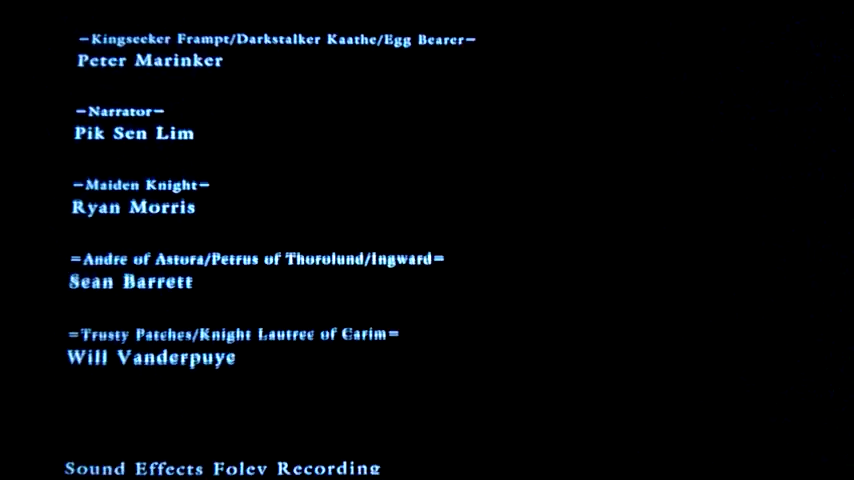 —Kingseeker Frampt/Darkstalker Kaathe/Egg Bearer—
Peter Marinker
—Narrator—
Pik Sen Lim
—Maiden Knight—
Ryan Morris
—Andre of Astora/Petrus of Thorolund/Ingward—
Sean Barrett
—Trusty Patches/Knight Lautrec of Carim—
Will Vanderpuye
Sound Effects Foley Recording